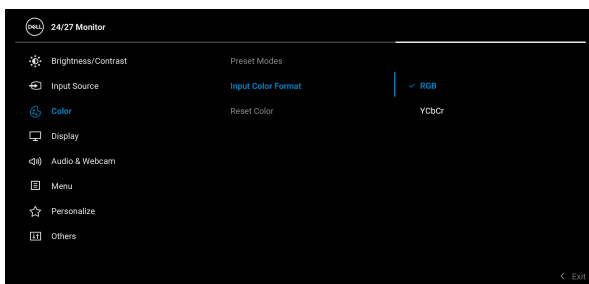 DELL 24/27 Monitor
Brightness/Contrast Preset Modes
Input Source Input Color Format RGB
Color Reset Color YCbCr
Display
Audio & Webcam
Menu
Personalize
Others
Exit